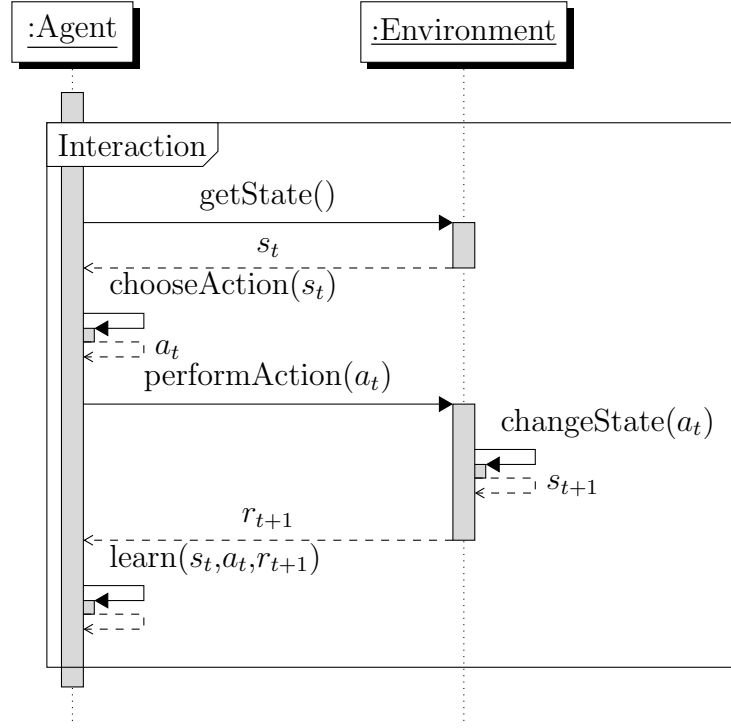 :Agent
:Environment
Interaction
getState()
$s_t$
chooseAction($s_t$)
$a_t$
performAction($a_t$)
changeState($a_t$)
$s_{t+1}$
$r_{t+1}$
learn($s_t$,$a_t$,$r_{t+1}$)